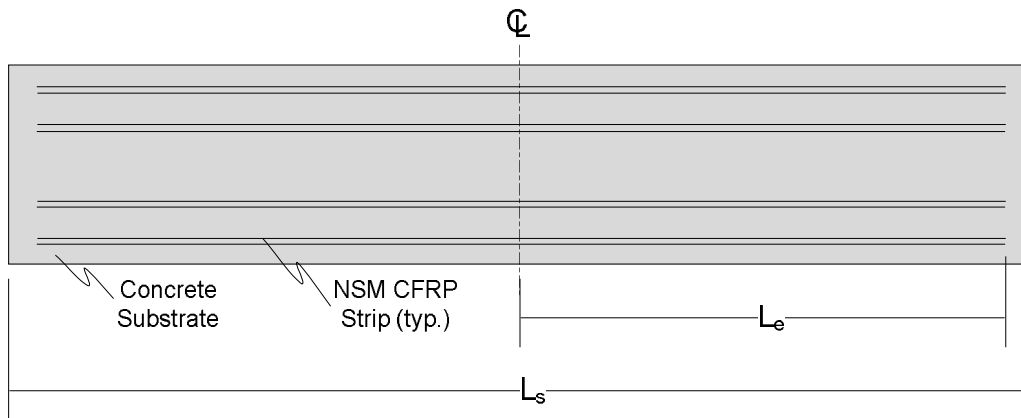 ℄
Concrete
Substrate
NSM CFRP
Strip (typ.)
Le
Ls